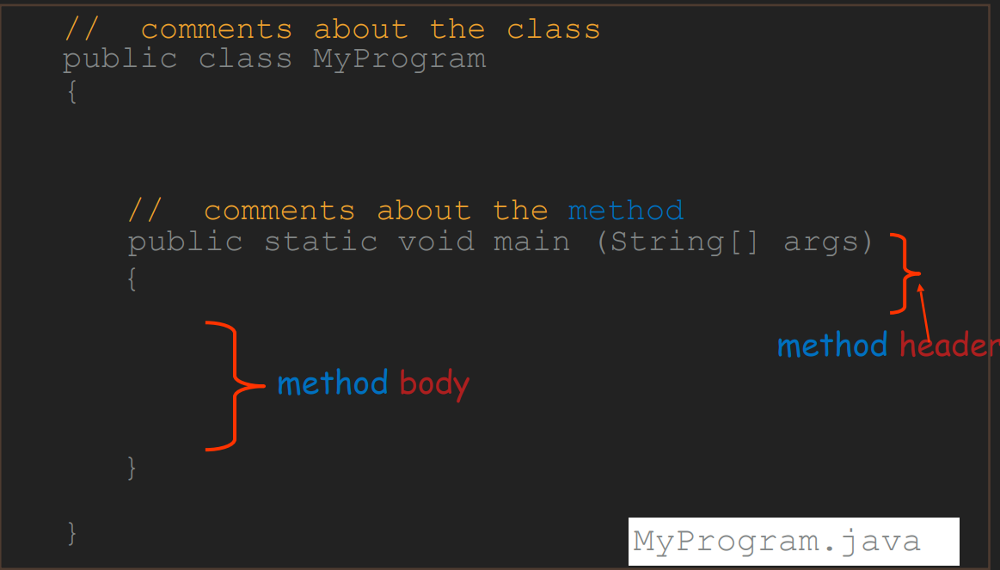 // comments about the class
public class MyProgram
{
// comments about the method
public static void main (String[] args)
{
method header
method body
}
}
MyProgram.java